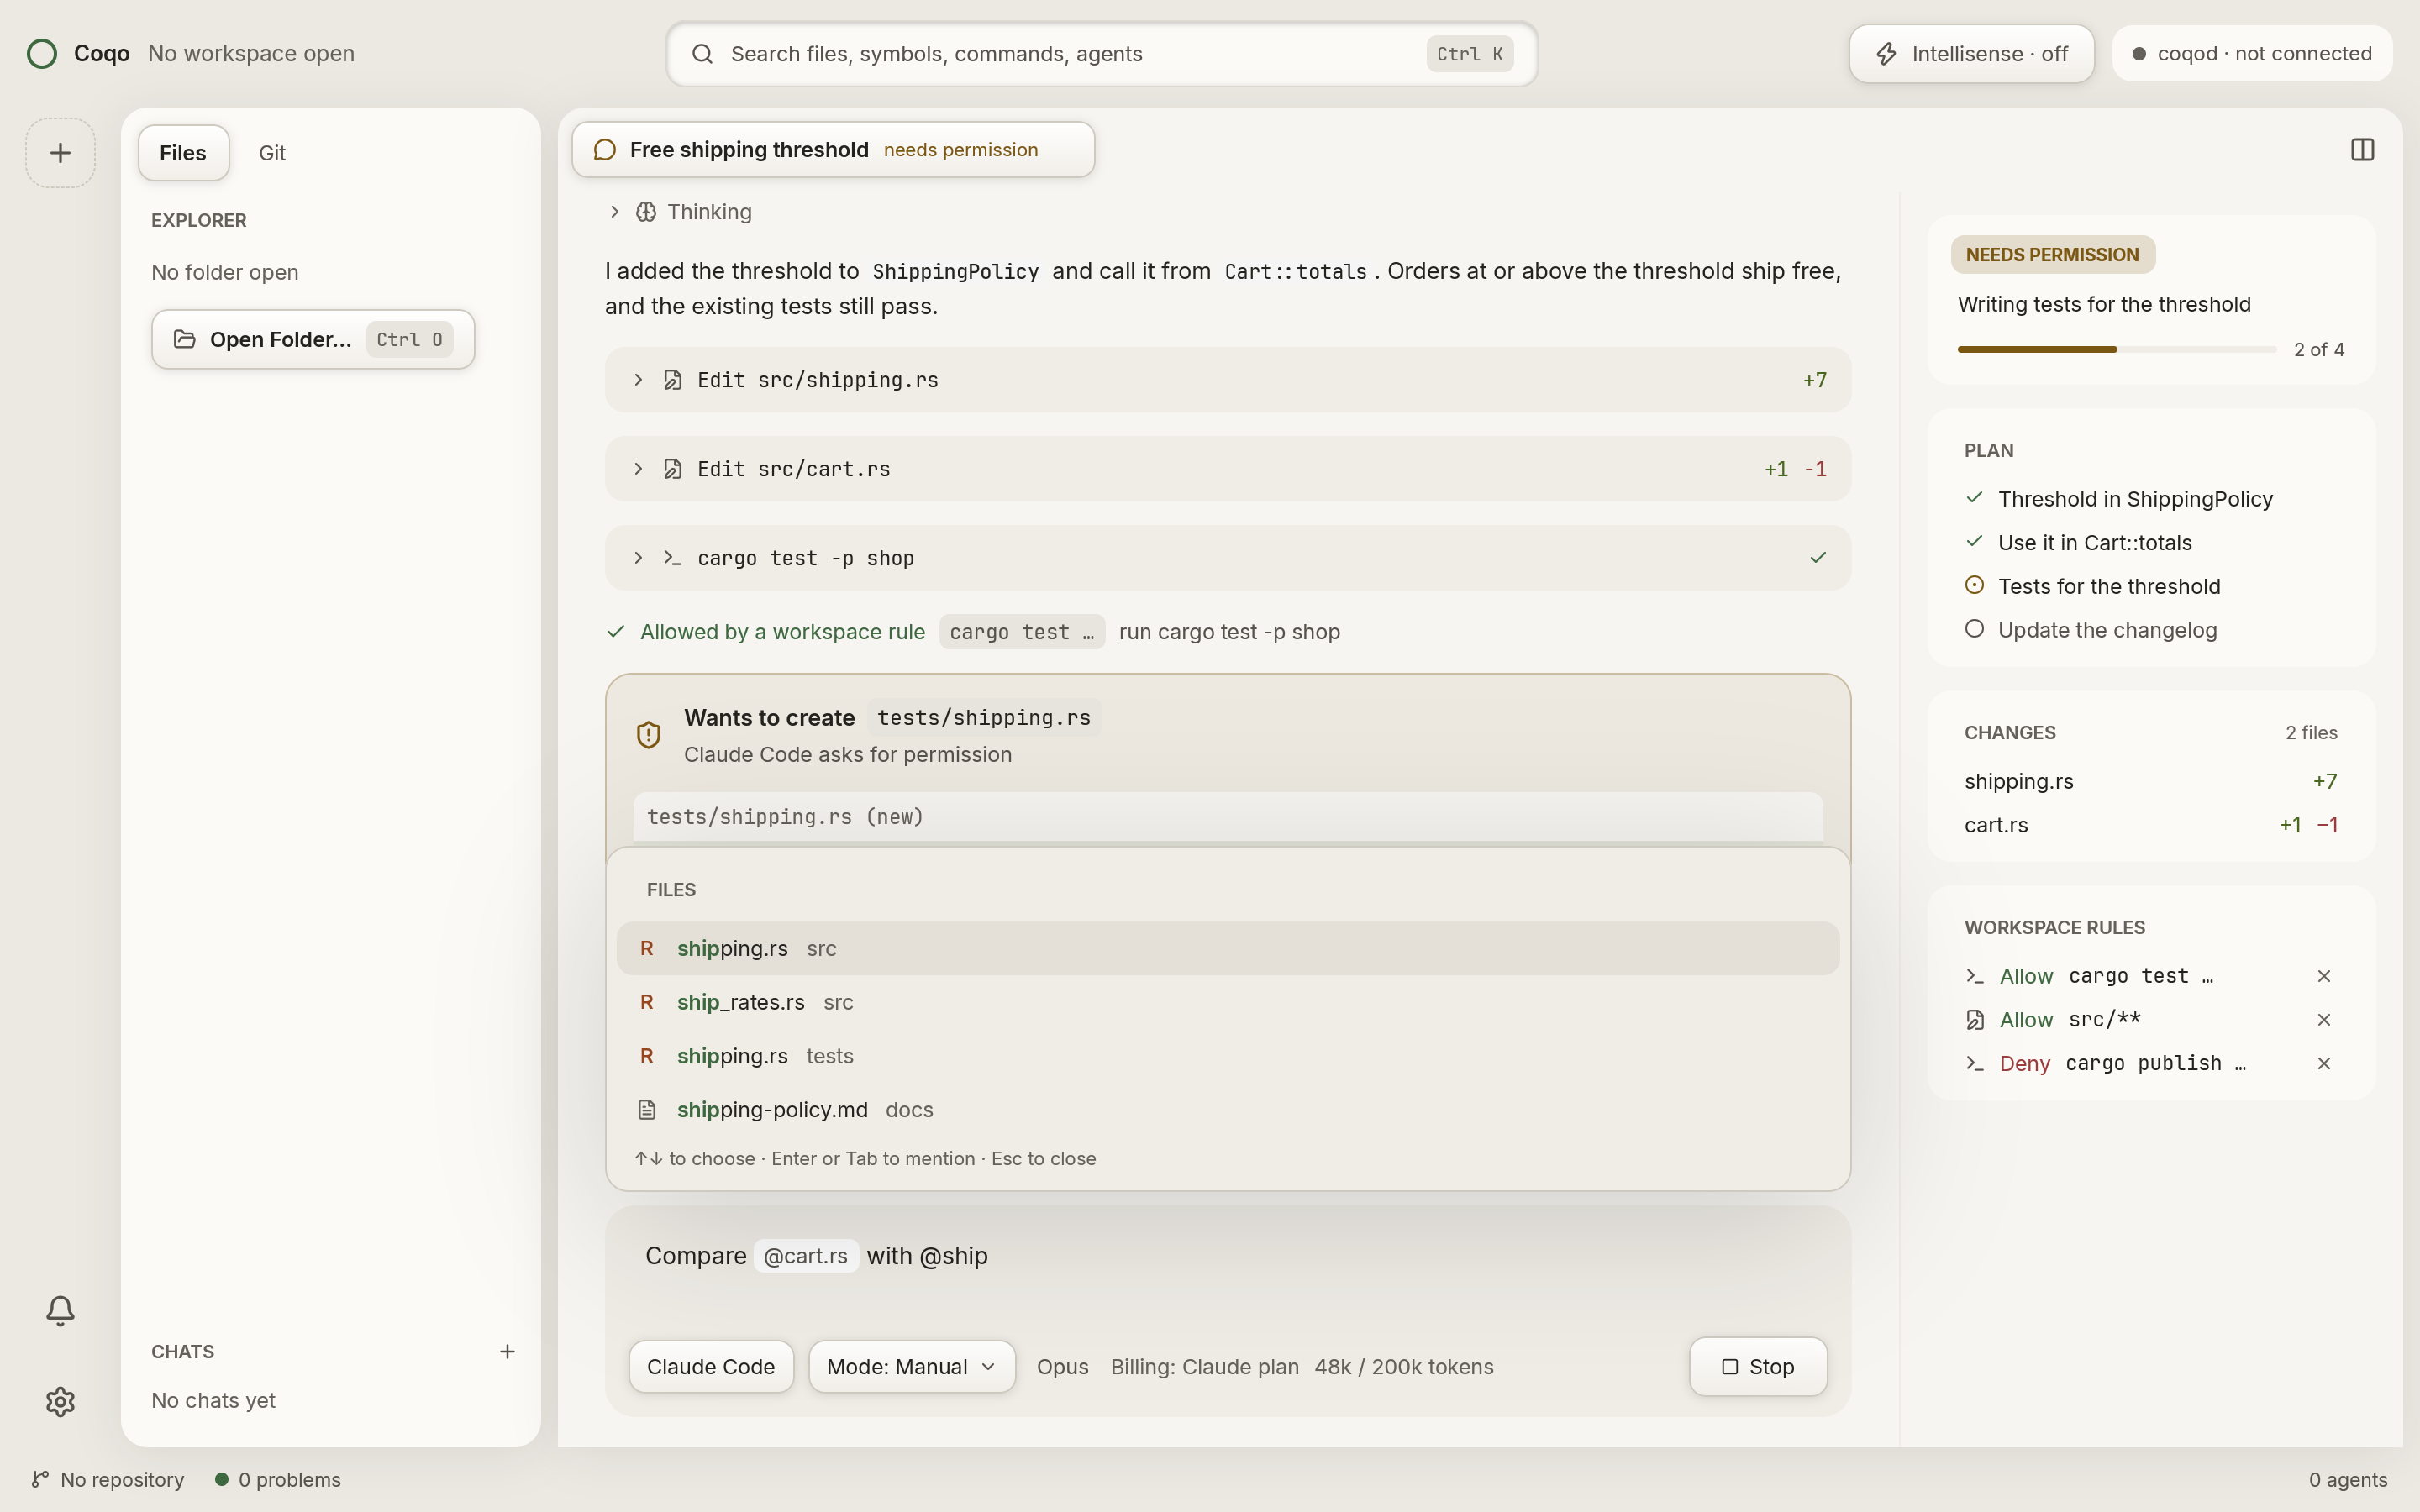 Coqo No workspace open
Search files, symbols, commands, agents Ctrl K
Intellisense · off
coqod · not connected
Files Git
EXPLORER
No folder open
Open Folder... Ctrl O
CHATS
No chats yet
Free shipping threshold needs permission
Thinking
I added the threshold to ShippingPolicy and call it from Cart::totals. Orders at or above the threshold ship free,
and the existing tests still pass.
Edit src/shipping.rs +7
Edit src/cart.rs +1 -1
cargo test -p shop
Allowed by a workspace rule cargo test … run cargo test -p shop
Wants to create tests/shipping.rs
Claude Code asks for permission
tests/shipping.rs (new)
FILES
R shipping.rs src
R ship_rates.rs src
R shipping.rs tests
shipping-policy.md docs
↑↓ to choose · Enter or Tab to mention · Esc to close
Compare @cart.rs with @ship
Claude Code Mode: Manual Opus Billing: Claude plan 48k / 200k tokens Stop
NEEDS PERMISSION
Writing tests for the threshold
2 of 4
PLAN
Threshold in ShippingPolicy
Use it in Cart::totals
Tests for the threshold
Update the changelog
CHANGES 2 files
shipping.rs +7
cart.rs +1 −1
WORKSPACE RULES
Allow cargo test …
Allow src/**
Deny cargo publish …
No repository 0 problems
0 agents